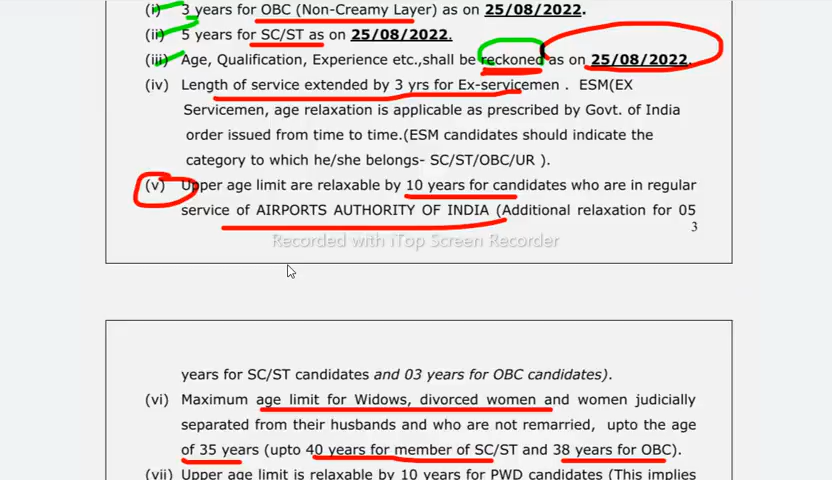 (i) 3 years for OBC (Non-Creamy Layer) as on 25/08/2022.
(ii) 5 years for SC/ST as on 25/08/2022.
(iii) Age, Qualification, Experience etc.,shall be reckoned as on 25/08/2022.
(iv) Length of service extended by 3 yrs for Ex-servicemen . ESM(EX
Servicemen, age relaxation is applicable as prescribed by Govt. of India
order issued from time to time.(ESM candidates should indicate the
category to which he/she belongs- SC/ST/OBC/UR ).
(v) Upper age limit are relaxable by 10 years for candidates who are in regular
service of AIRPORTS AUTHORITY OF INDIA (Additional relaxation for 05
3
Recorded with iTop Screen Recorder
years for SC/ST candidates and 03 years for OBC candidates).
(vi) Maximum age limit for Widows, divorced women and women judicially
separated from their husbands and who are not remarried, upto the age
of 35 years (upto 40 years for member of SC/ST and 38 years for OBC).
(vii) Upper age limit is relaxable by 10 years for PWD candidates (This implies